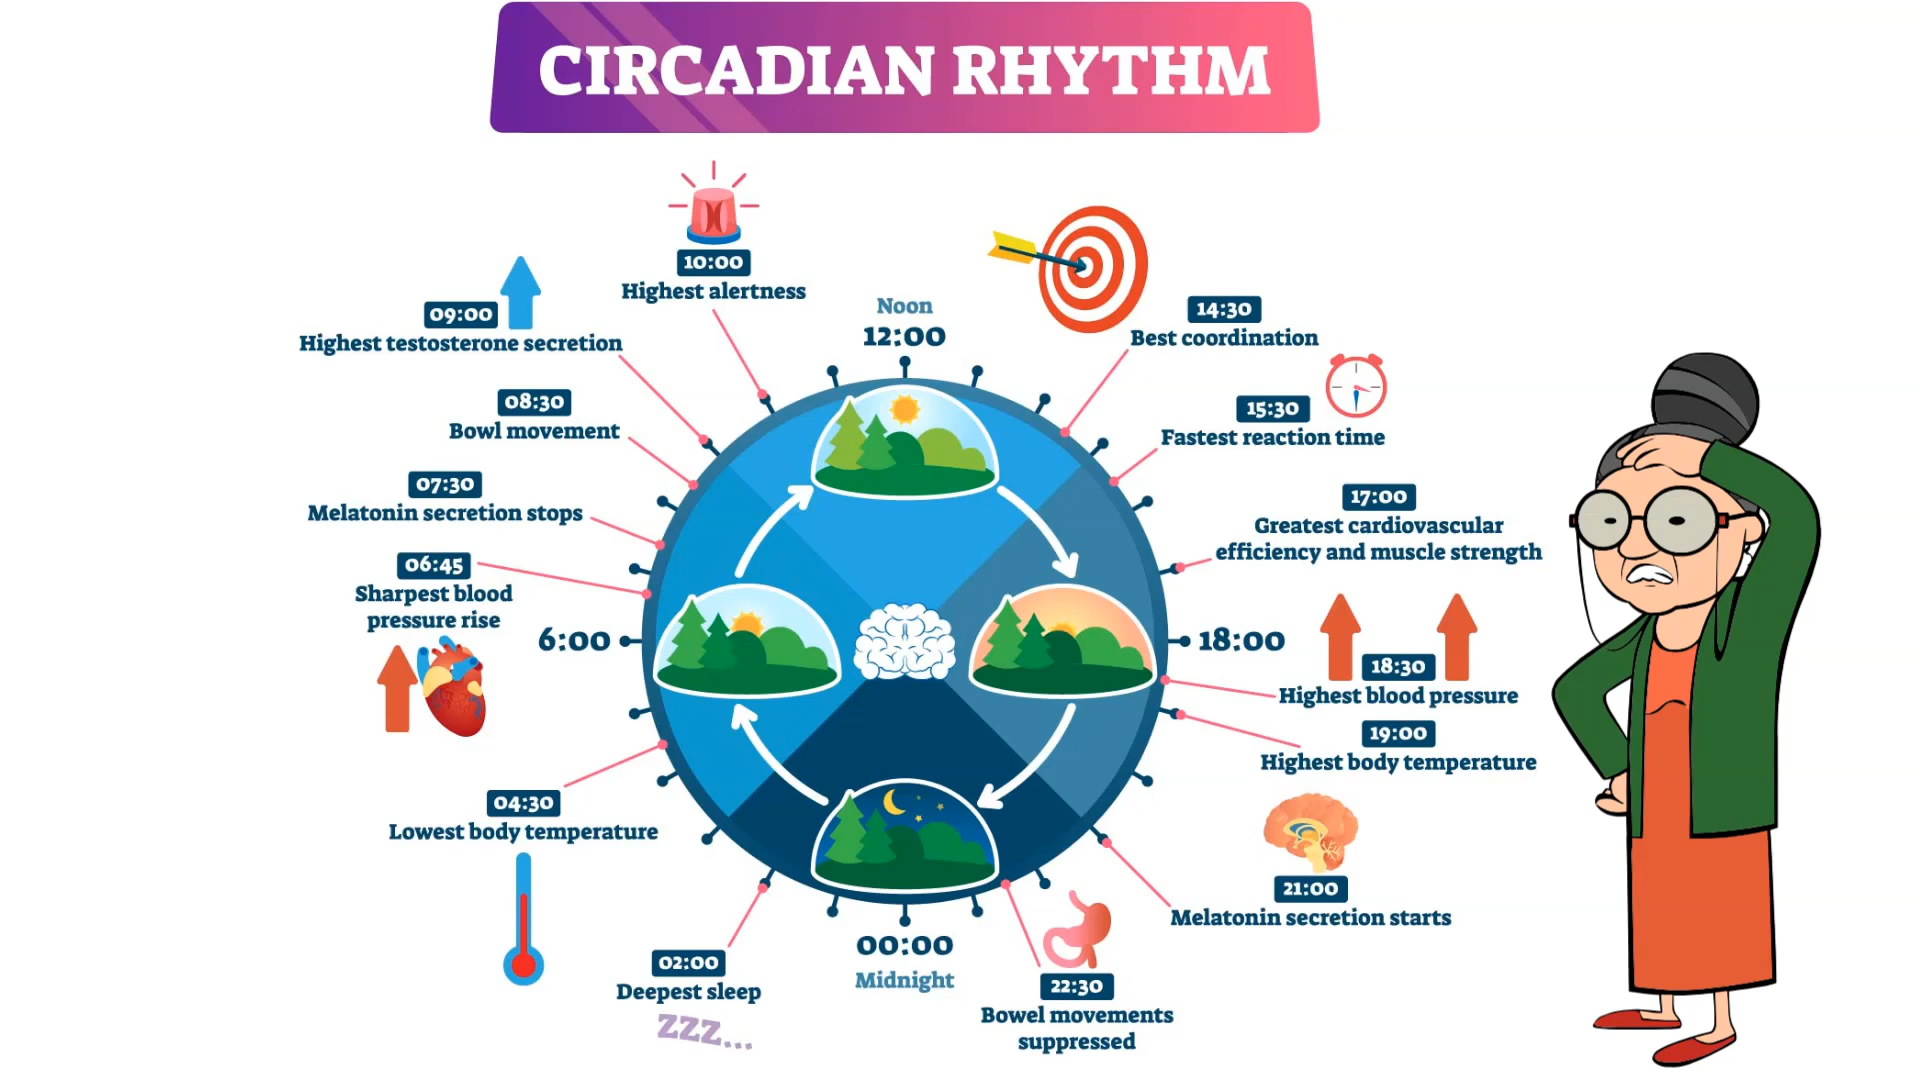 CIRCADIAN RHYTHM
10:00
Highest alertness
09:00
Highest testosterone secretion
08:30
Bowl movement
07:30
Melatonin secretion stops
06:45
Sharpest blood
pressure rise
6:00
04:30
Lowest body temperature
02:00
Deepest sleep
ZZZ...
Noon
12:00
14:30
Best coordination
15:30
Fastest reaction time
17:00
Greatest cardiovascular
efficiency and muscle strength
18:00
18:30
Highest blood pressure
19:00
Highest body temperature
21:00
Melatonin secretion starts
22:30
Bowel movements
suppressed
00:00
Midnight